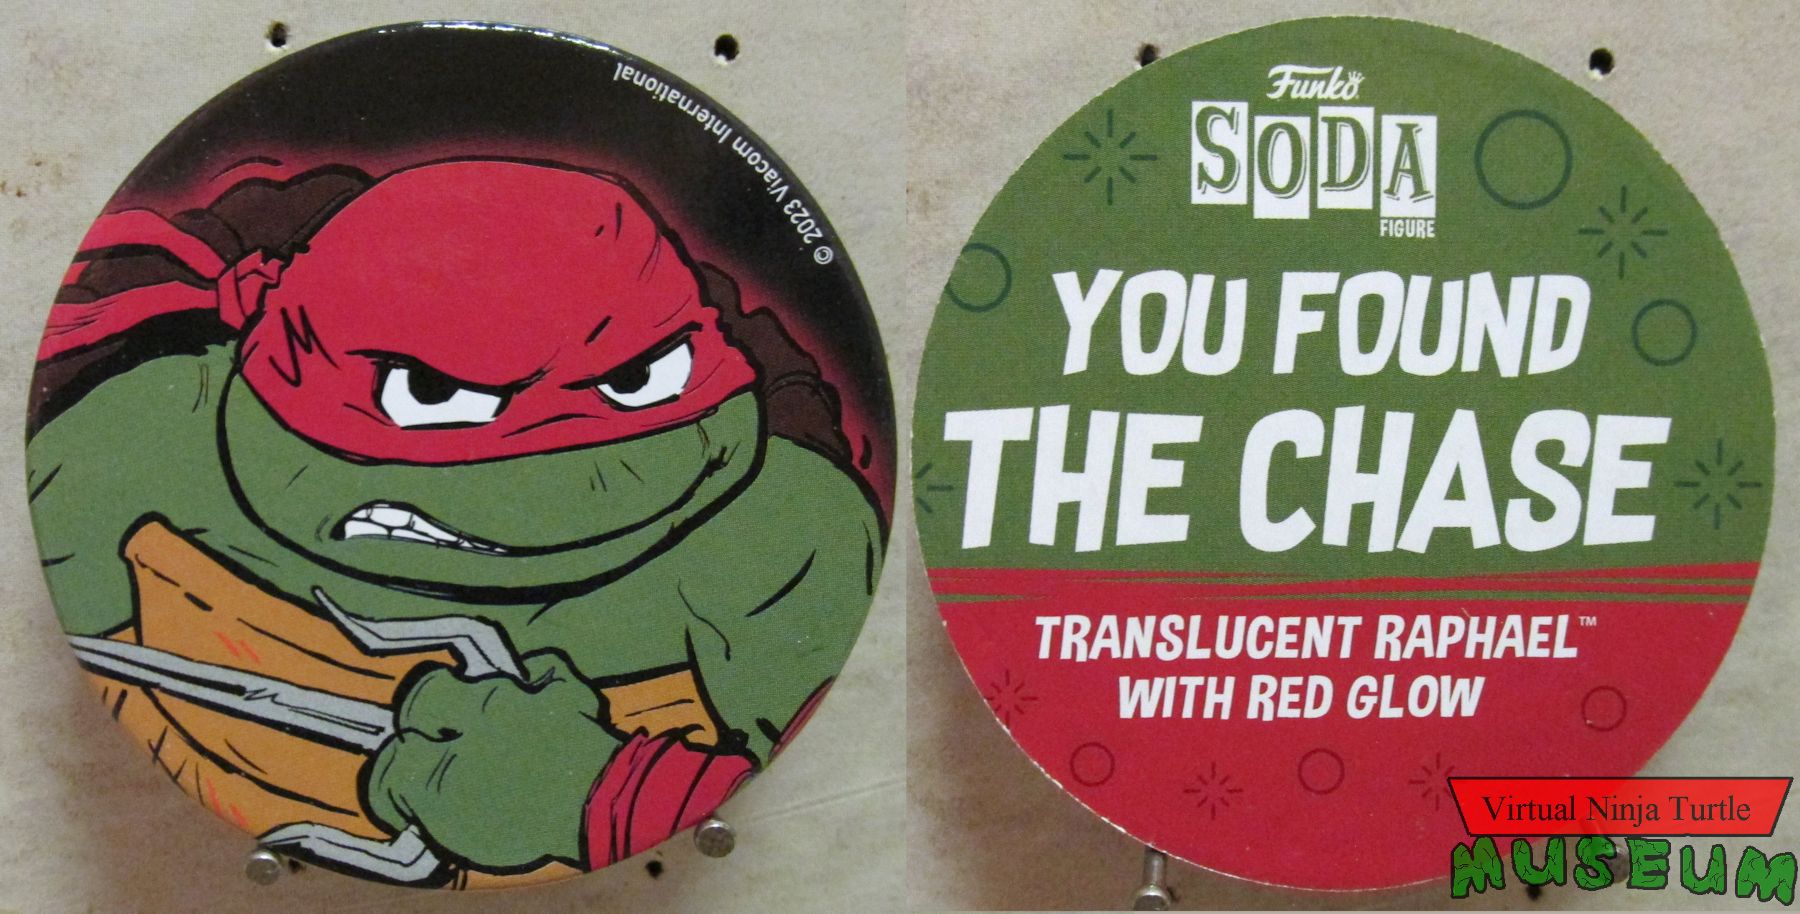 © 2023 Viacom International
Funko
SODA
FIGURE
YOU FOUND
THE CHASE
TRANSLUCENT RAPHAEL™
WITH RED GLOW
Virtual Ninja Turtle
MUSEUM